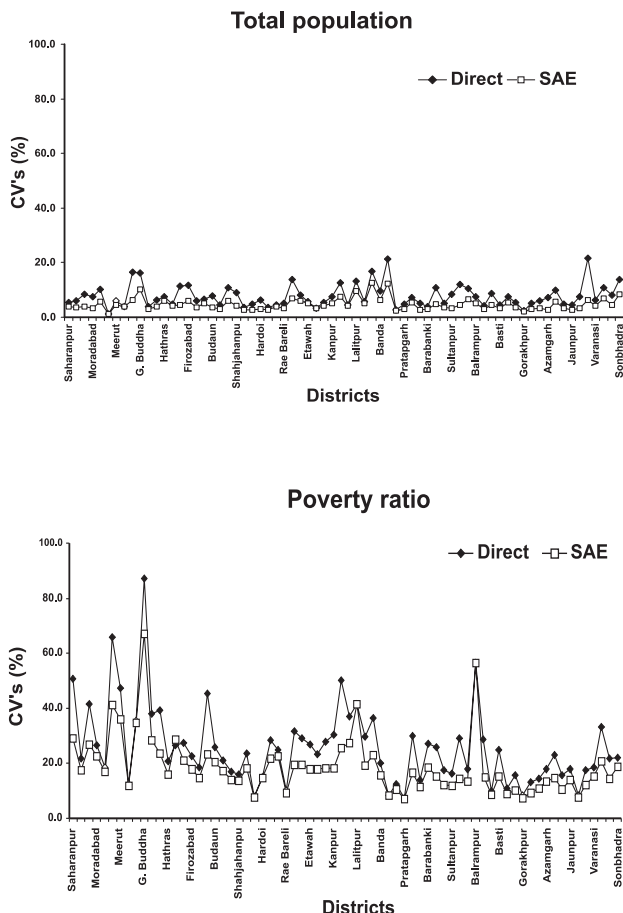 Total population
100.0
Direct SAE
80.0
60.0
40.0
20.0
0.0
CV's (%)
Saharanpur
Moradabad
Meerut
G. Buddha
Hathras
Firozabad
Budaun
Shahjahanpu
Hardoi
Rae Bareli
Etawah
Kanpur
Lalitpur
Banda
Pratapgarh
Barabanki
Sultanpur
Balrampur
Basti
Gorakhpur
Azamgarh
Jaunpur
Varanasi
Sonbhadra
Districts
Poverty ratio
100.0
Direct SAE
80.0
60.0
40.0
20.0
0.0
CV's (%)
Saharanpur
Moradabad
Meerut
G. Buddha
Hathras
Firozabad
Budaun
Shahjahanpu
Hardoi
Rae Bareli
Etawah
Kanpur
Lalitpur
Banda
Pratapgarh
Barabanki
Sultanpur
Balrampur
Basti
Gorakhpur
Azamgarh
Jaunpur
Varanasi
Sonbhadra
Districts